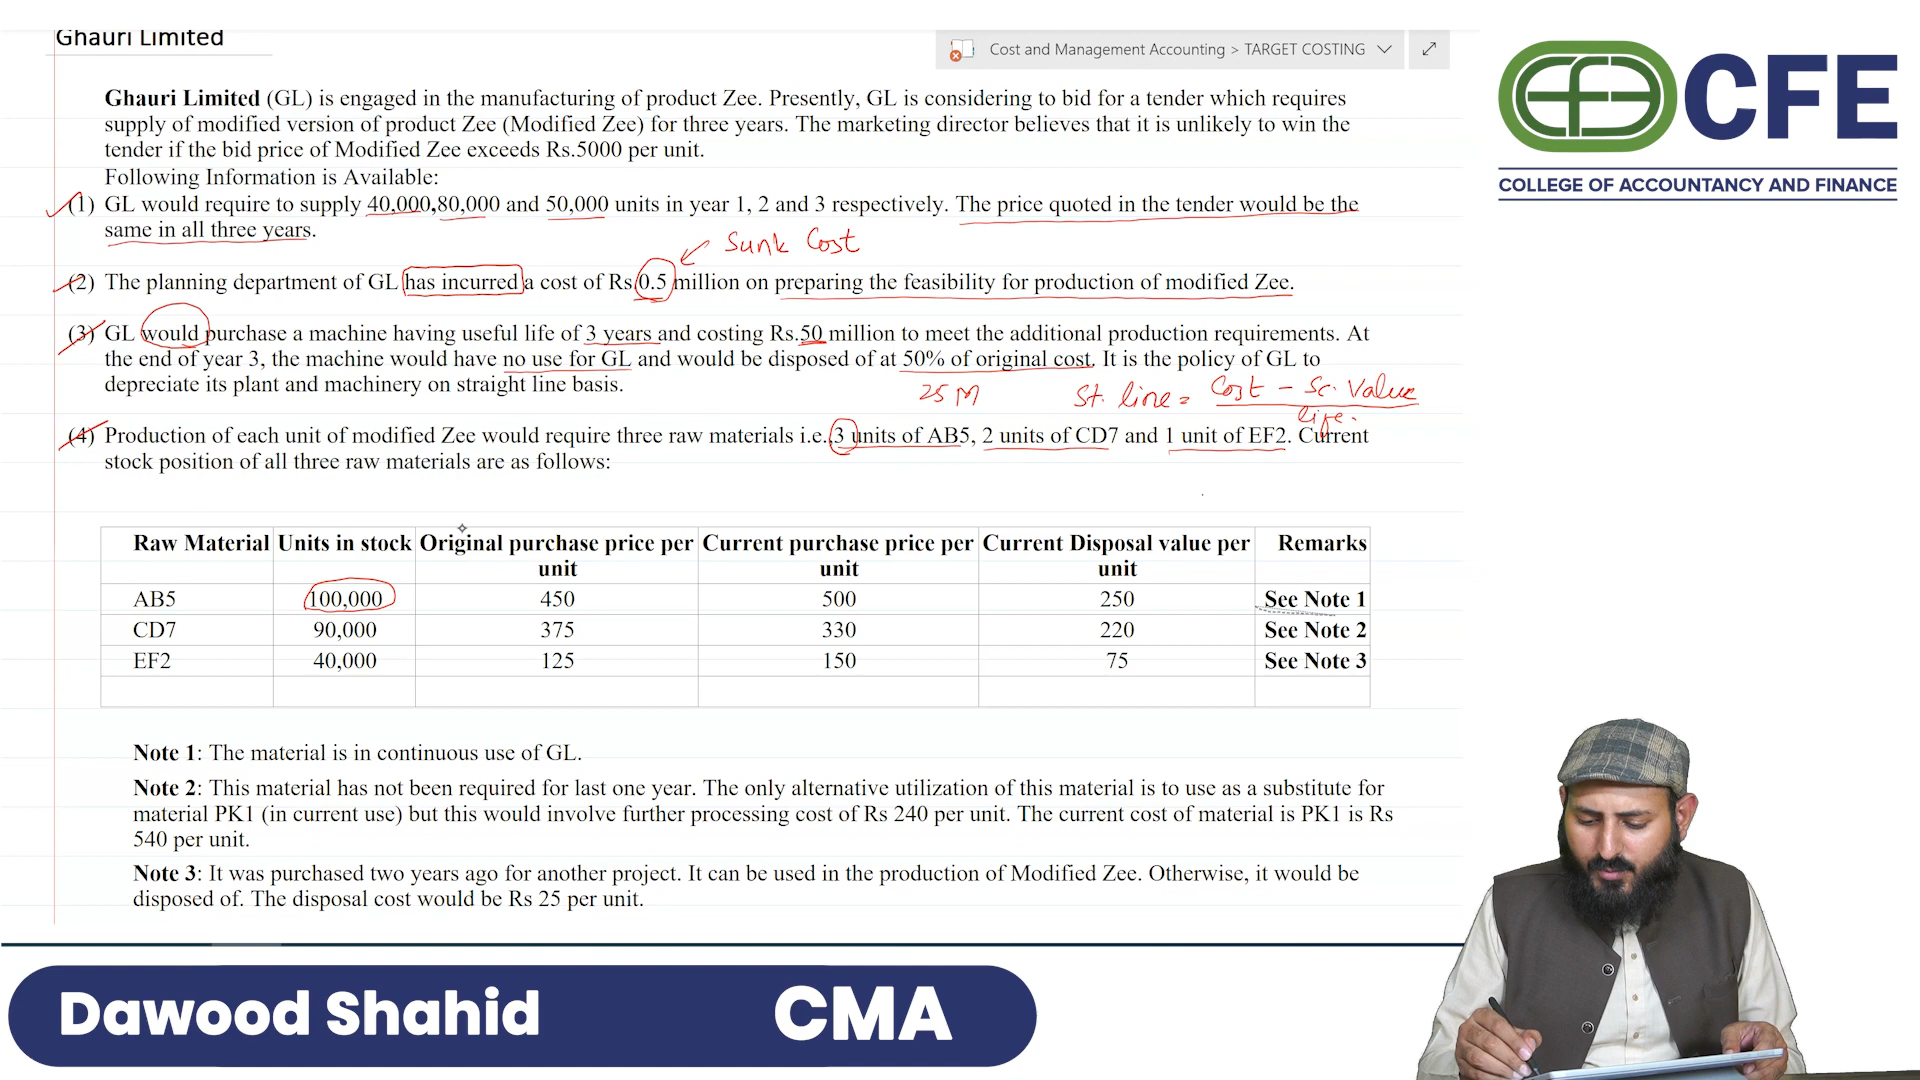 Ghauri Limited
Cost and Management Accounting > TARGET COSTING
CFE
COLLEGE OF ACCOUNTANCY AND FINANCE
Ghauri Limited (GL) is engaged in the manufacturing of product Zee. Presently, GL is considering to bid for a tender which requires
supply of modified version of product Zee (Modified Zee) for three years. The marketing director believes that it is unlikely to win the
tender if the bid price of Modified Zee exceeds Rs.5000 per unit.
Following Information is Available:
(1) GL would require to supply 40,000,80,000 and 50,000 units in year 1, 2 and 3 respectively. The price quoted in the tender would be the
same in all three years.
Sunk Cost
(2) The planning department of GL has incurred a cost of Rs.0.5 million on preparing the feasibility for production of modified Zee.
(3) GL would purchase a machine having useful life of 3 years and costing Rs.50 million to meet the additional production requirements. At
the end of year 3, the machine would have no use for GL and would be disposed of at 50% of original cost. It is the policy of GL to
depreciate its plant and machinery on straight line basis.
25 M
St. line = Cost - Sc. Value
life.
(4) Production of each unit of modified Zee would require three raw materials i.e.,3 units of AB5, 2 units of CD7 and 1 unit of EF2. Current
stock position of all three raw materials are as follows:
Raw Material Units in stock Original purchase price per unit Current purchase price per unit Current Disposal value per unit Remarks
AB5 100,000 450 500 250 See Note 1
CD7 90,000 375 330 220 See Note 2
EF2 40,000 125 150 75 See Note 3
Note 1: The material is in continuous use of GL.
Note 2: This material has not been required for last one year. The only alternative utilization of this material is to use as a substitute for
material PK1 (in current use) but this would involve further processing cost of Rs 240 per unit. The current cost of material is PK1 is Rs
540 per unit.
Note 3: It was purchased two years ago for another project. It can be used in the production of Modified Zee. Otherwise, it would be
disposed of. The disposal cost would be Rs 25 per unit.
Dawood Shahid CMA